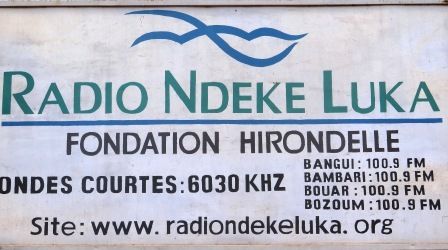 RADIO NDEKE LUKA
FONDATION HIRONDELLE
ONDES COURTES: 6030 KHZ
BANGUI: 100.9 FM
BAMBARI: 100.9 FM
BOUAR: 100.9 FM
BOZOUM: 100.9 FM
Site: www. radiondekeluka. org